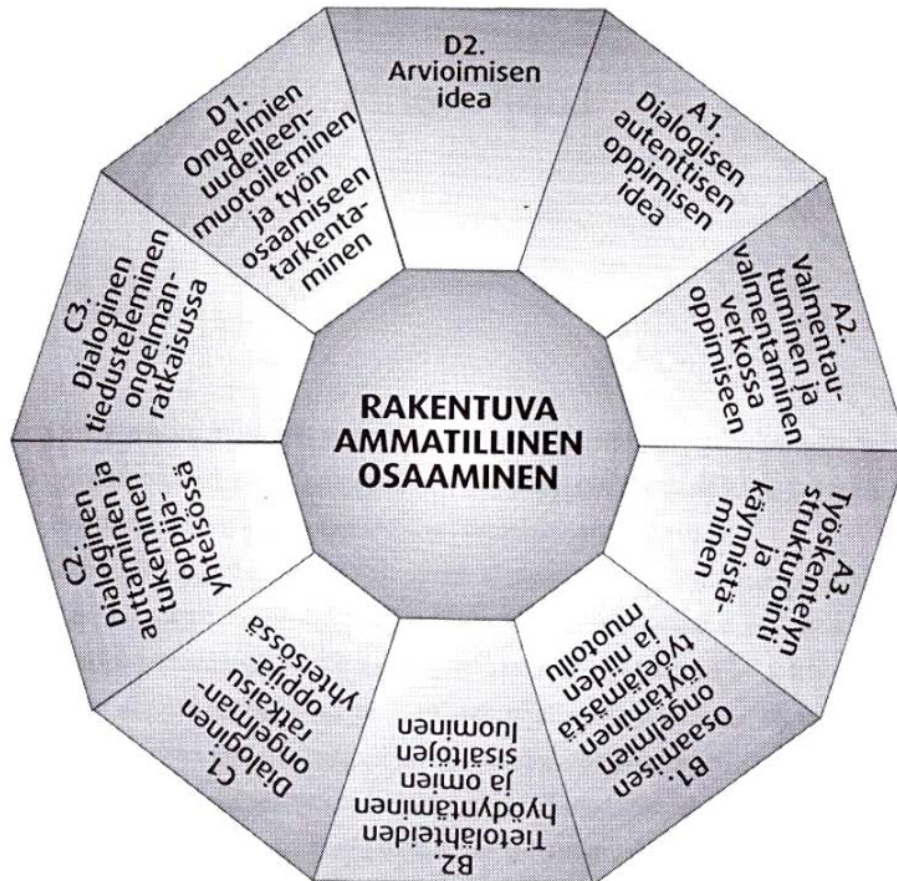 RAKENTUVA
AMMATILLINEN
OSAAMINEN
A1.
Dialogisen
autenttisen
oppimisen
idea
A2.
Valmentau-
tuminen ja
valmentaminen
verkossa
oppimiseen
A3.
Työskentelyn
strukturointi
ja
käynnistä-
minen
B1.
Osaamisen
ongelmien
löytäminen
työelämästä
ja niiden
muotoilu
B2.
Tietolähteiden
hyödyntäminen
ja omien
sisältöjen
luominen
C1.
Dialoginen
ongelman-
ratkaisu
oppija-
yhteisössä
C2.
Dialoginen
auttaminen ja
tukeminen
oppija-
yhteisössä
C3.
Dialoginen
tiedusteleminen
ongelman-
ratkaisussa
D1.
Ongelmien
uudelleen-
muotoileminen
ja työn
osaamiseen
tarkenta-
minen
D2.
Arvioimisen
idea